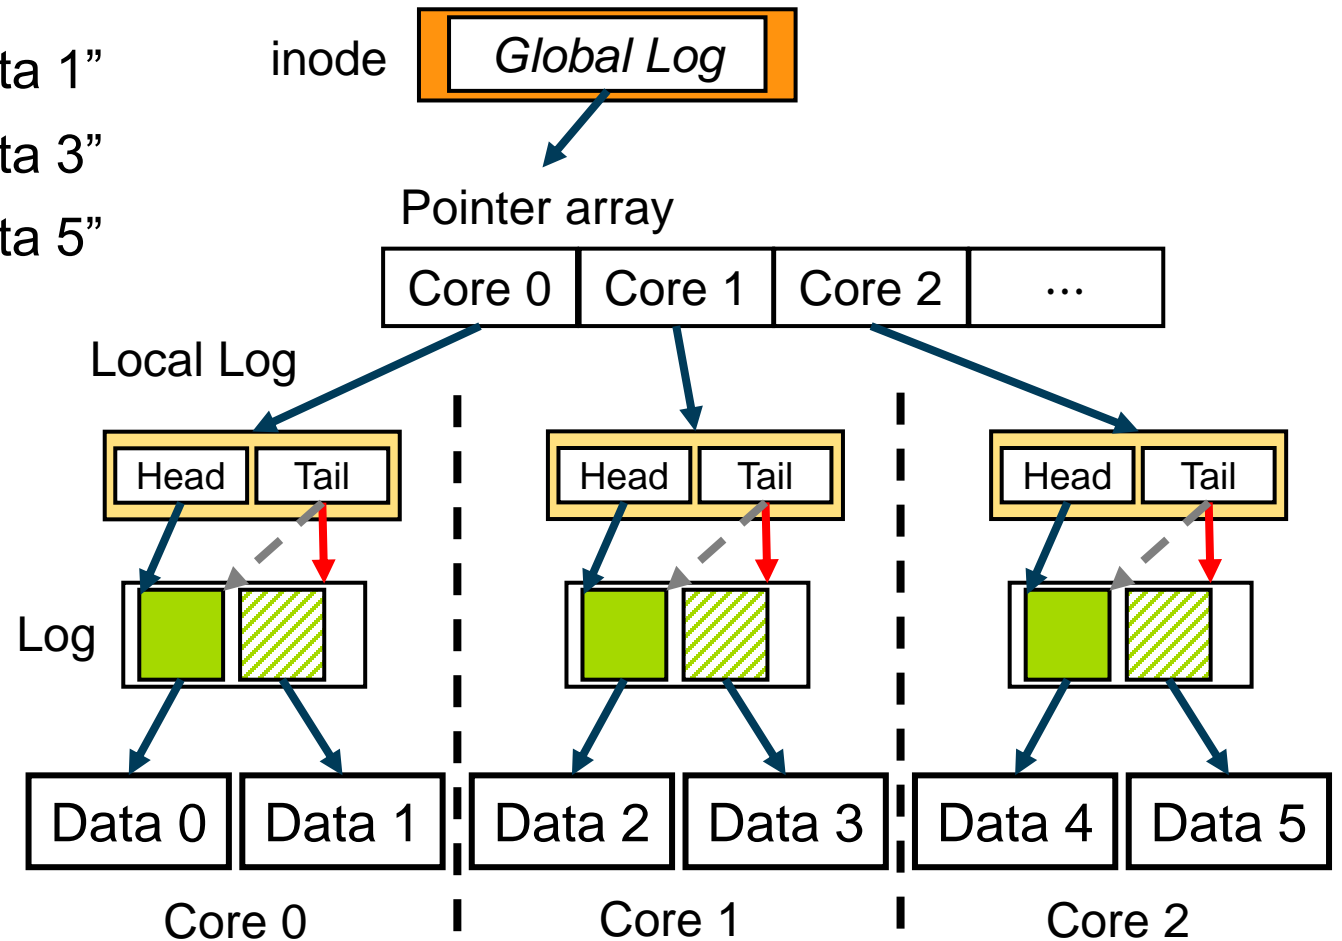 ta 1”
ta 3”
ta 5”
inode
Global Log
Pointer array
Core 0 Core 1 Core 2 ...
Local Log
Head Tail Head Tail Head Tail
Log
Data 0 Data 1 Data 2 Data 3 Data 4 Data 5
Core 0 Core 1 Core 2